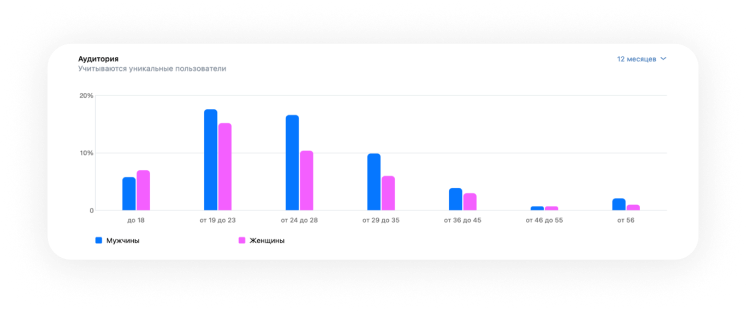 Аудитория
Учитываются уникальные пользователи
12 месяцев
20%
10%
0
до 18
от 19 до 23
от 24 до 28
от 29 до 35
от 36 до 45
от 46 до 55
от 56
Мужчины
Женщины